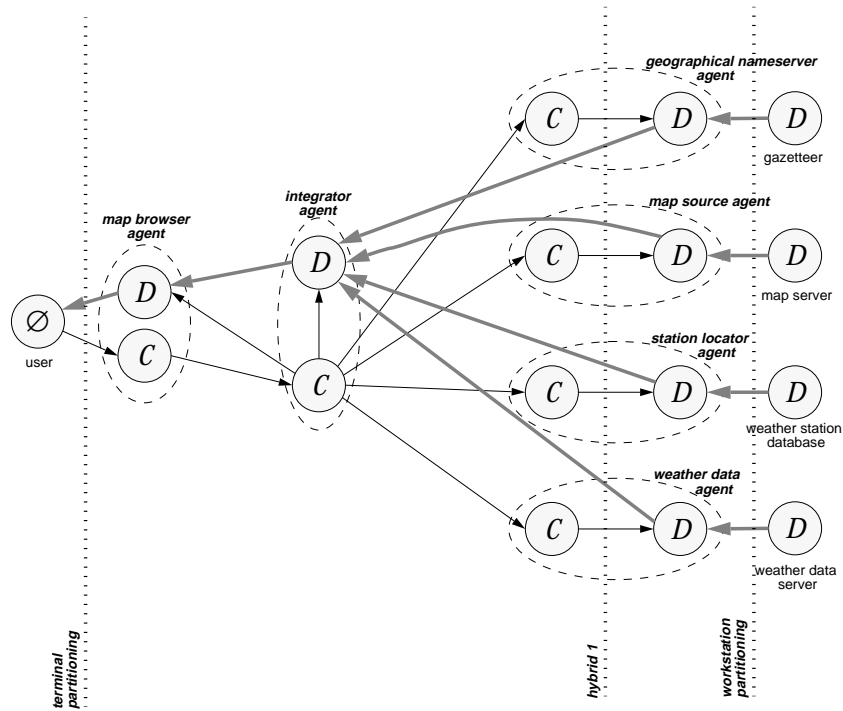 geographical nameserver
agent
C
D
D
gazetteer
integrator
agent
map source agent
map browser
agent
D
C
D
D
map server
D
∅
user
C
station locator
agent
C
C
D
D
weather station
database
weather data
agent
C
D
D
weather data
server
terminal
partitioning
hybrid 1
workstation
partitioning